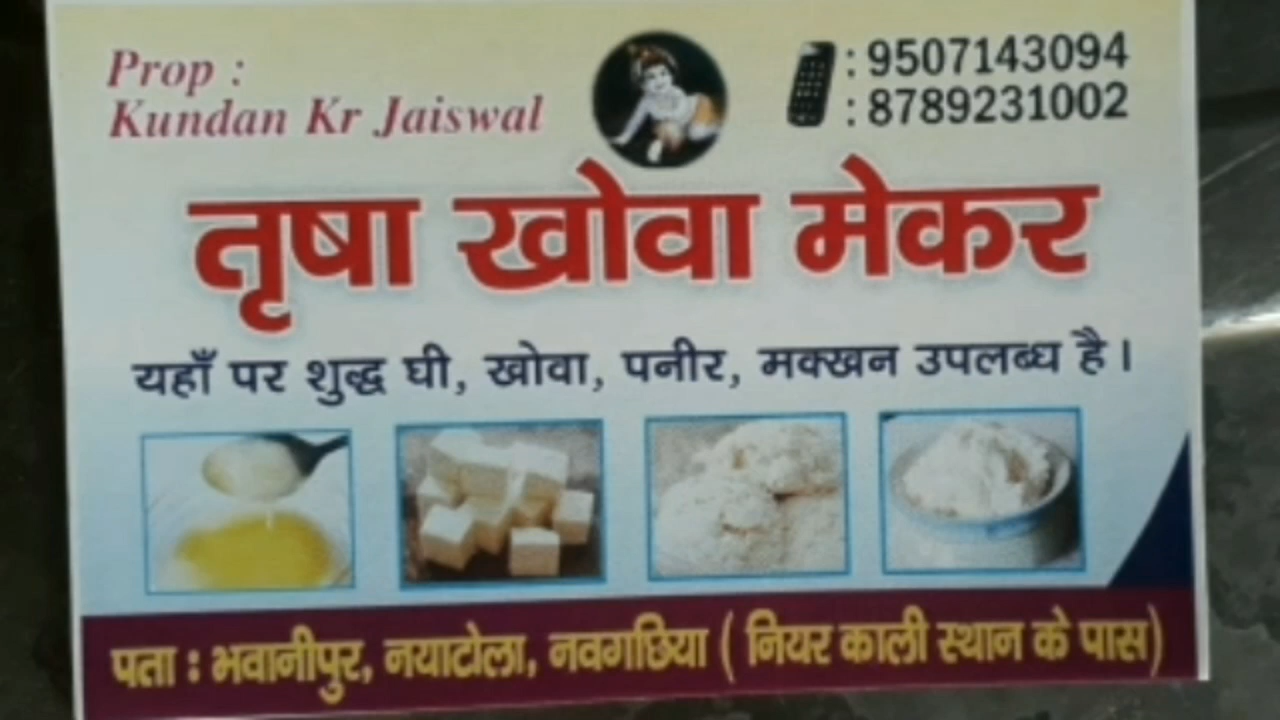 Prop :
Kundan Kr Jaiswal
: 9507143094
: 8789231002
तृषा खोवा मेकर
यहाँ पर शुद्ध घी, खोवा, पनीर, मक्खन उपलब्ध है।
पता : भवानीपुर, नयाटोला, नवगछिया ( नियर काली स्थान के पास)